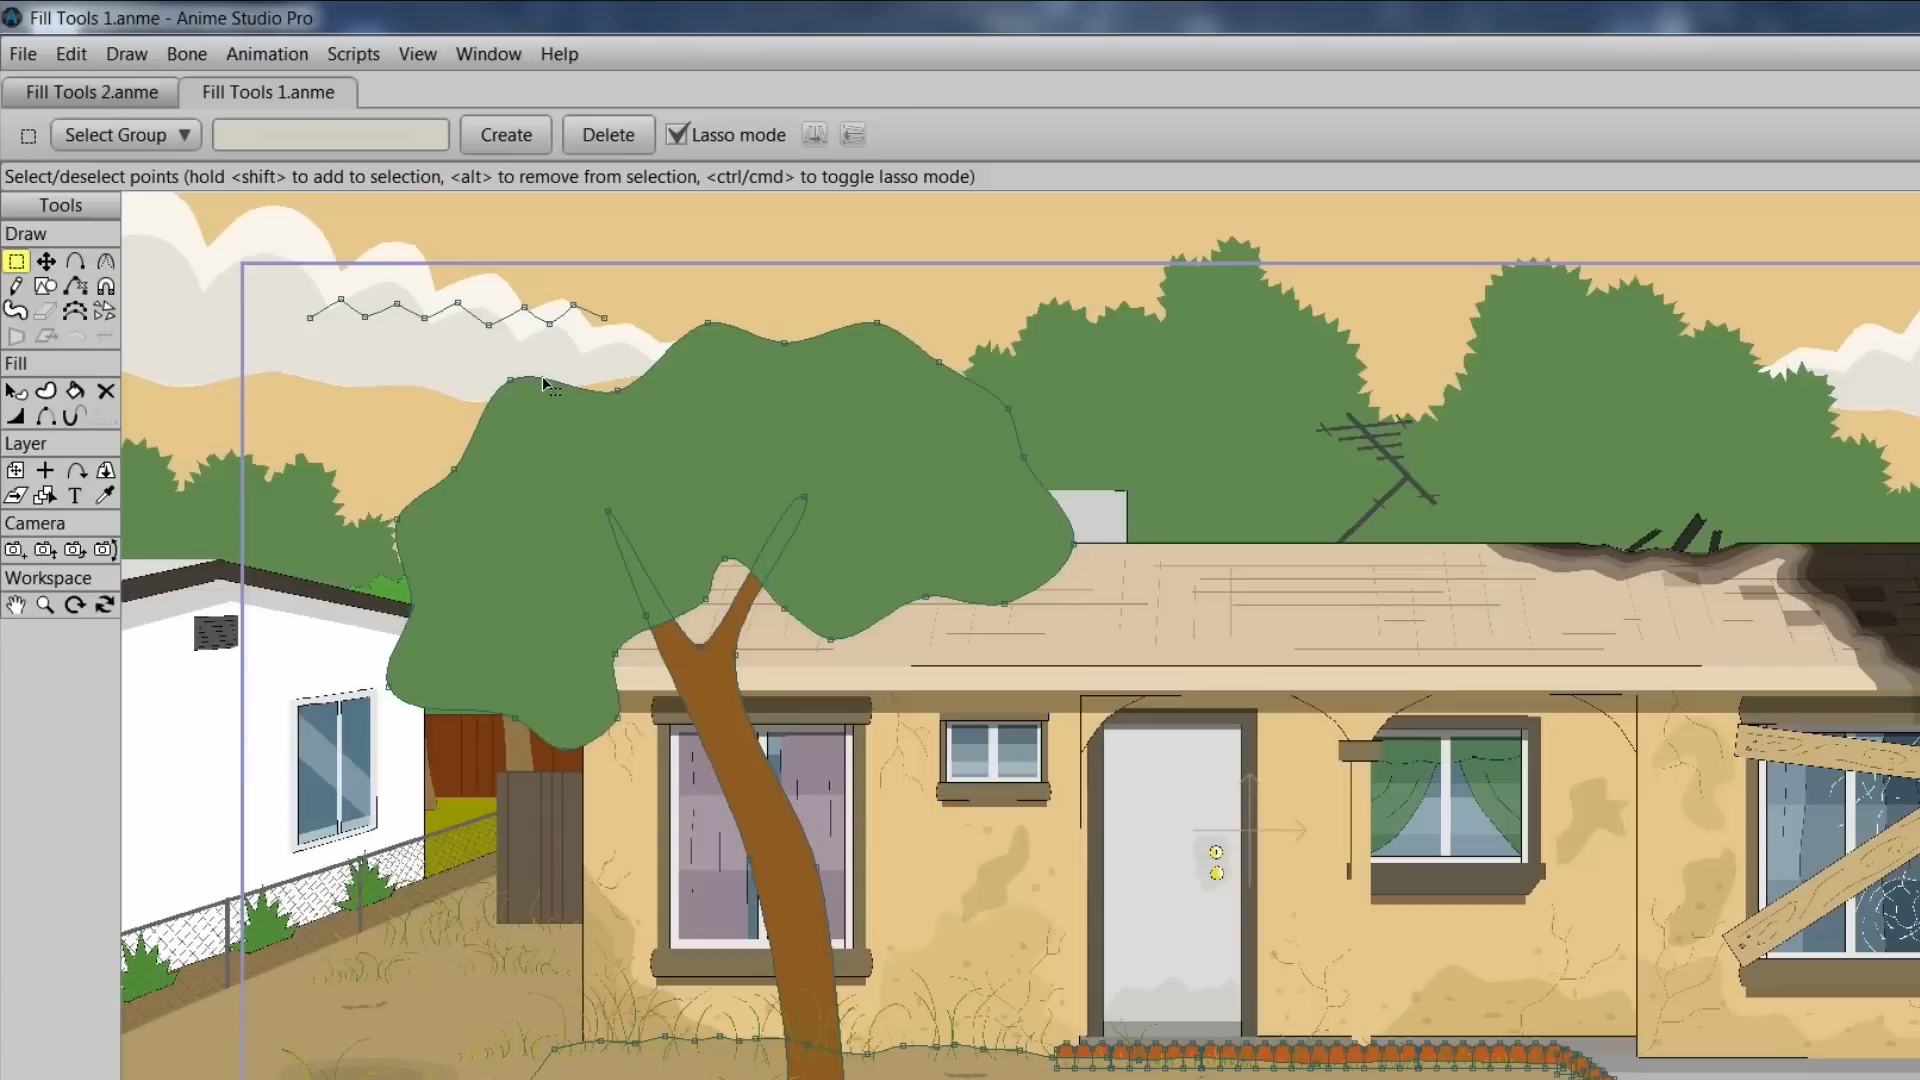 Fill Tools 1.anme - Anime Studio Pro
File Edit Draw Bone Animation Scripts View Window Help
Fill Tools 2.anme Fill Tools 1.anme
Select Group Create Delete Lasso mode
Select/deselect points (hold <shift> to add to selection, <alt> to remove from selection, <ctrl/cmd> to toggle lasso mode)
Tools
Draw
Fill
Layer
T
Camera
Workspace